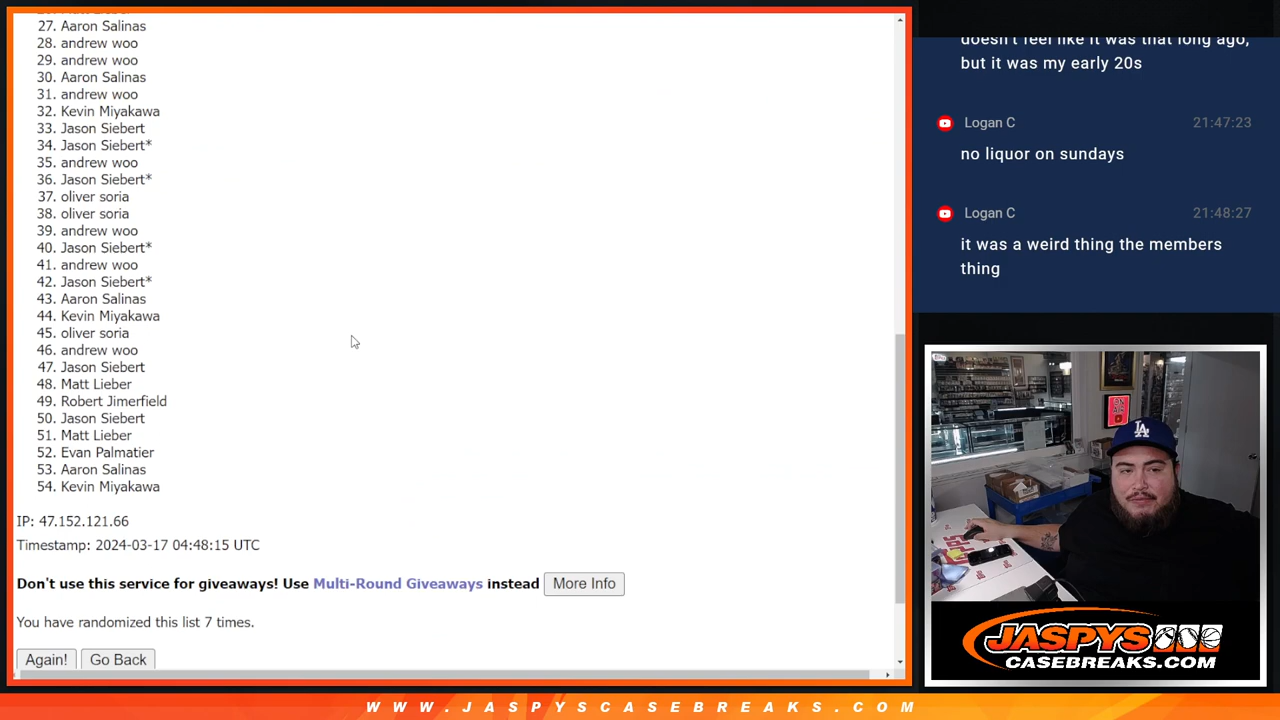 27. Aaron Salinas
28. andrew woo
29. andrew woo
30. Aaron Salinas
31. andrew woo
32. Kevin Miyakawa
33. Jason Siebert
34. Jason Siebert*
35. andrew woo
36. Jason Siebert*
37. oliver soria
38. oliver soria
39. andrew woo
40. Jason Siebert*
41. andrew woo
42. Jason Siebert*
43. Aaron Salinas
44. Kevin Miyakawa
45. oliver soria
46. andrew woo
47. Jason Siebert
48. Matt Lieber
49. Robert Jimerfield
50. Jason Siebert
51. Matt Lieber
52. Evan Palmatier
53. Aaron Salinas
54. Kevin Miyakawa
IP: 47.152.121.66
Timestamp: 2024-03-17 04:48:15 UTC
Don't use this service for giveaways! Use Multi-Round Giveaways instead More Info
You have randomized this list 7 times.
Again! Go Back
doesn't feel like it was that long ago,
but it was my early 20s
Logan C 21:47:23
no liquor on sundays
Logan C 21:48:27
it was a weird thing the members
thing
LA
JASPYS
CASEBREAKS.COM
WWW.JASPYSCASEBREAKS.COM